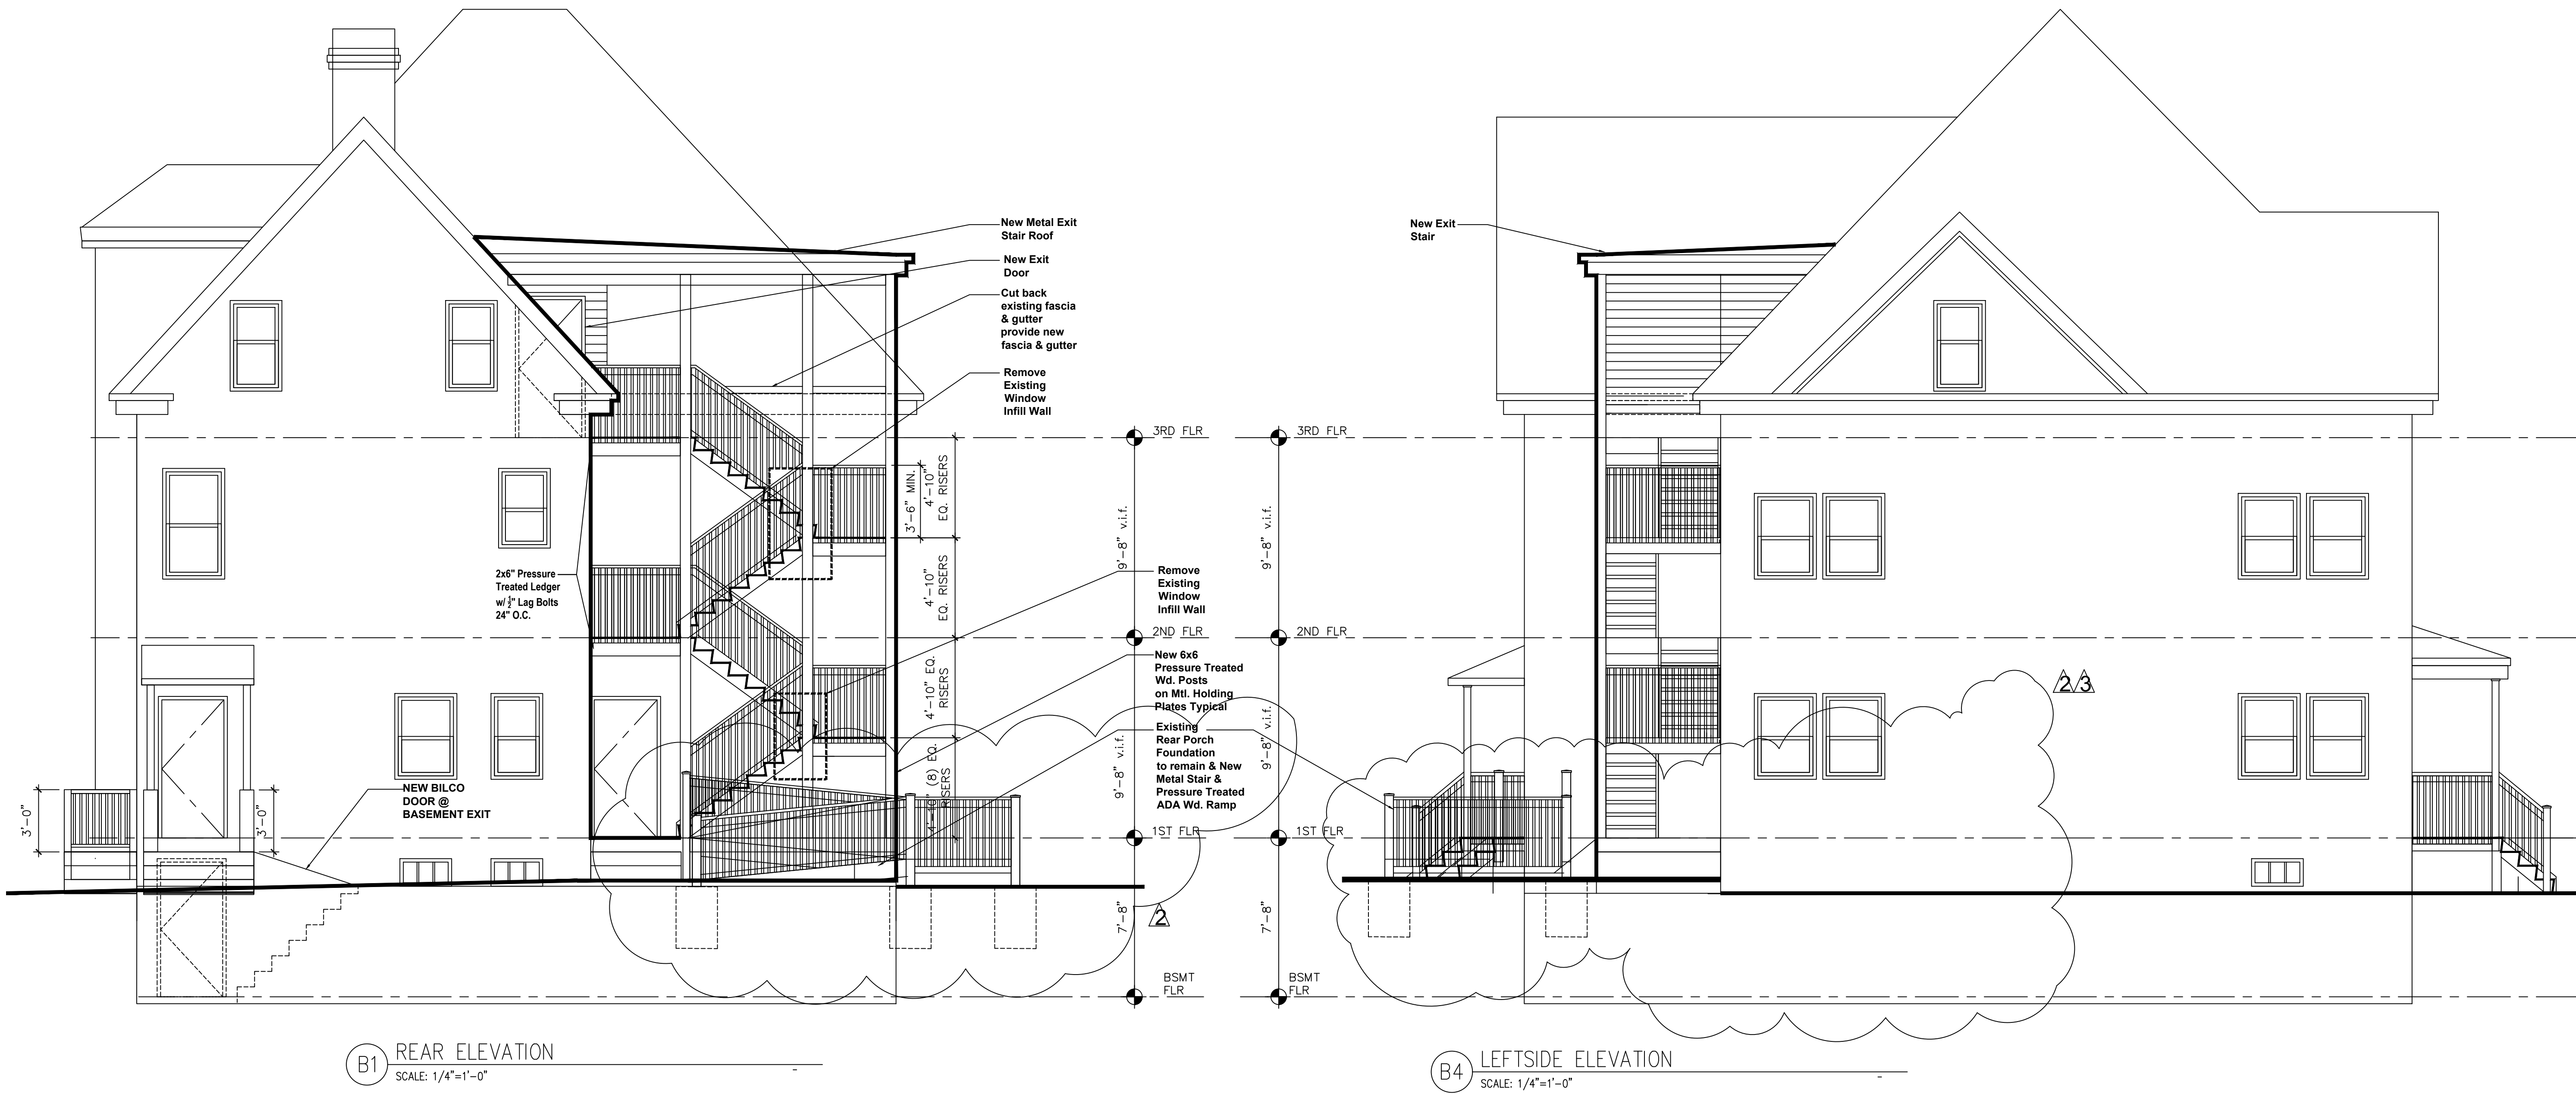 New Metal Exit
Stair Roof
New Exit
Door
Cut back
existing fascia
& gutter
provide new
fascia & gutter
Remove
Existing
Window
Infill Wall
3RD FLR
3'-6" MIN.
4'-10"
EQ. RISERS
9'-8" v.i.f.
4'-10"
EQ. RISERS
2x6" Pressure
Treated Ledger
w/ ½" Lag Bolts
24" O.C.
Remove
Existing
Window
Infill Wall
2ND FLR
New 6x6
Pressure Treated
Wd. Posts
on Mtl. Holding
Plates Typical
4'-10" EQ.
RISERS
Existing
Rear Porch
Foundation
to remain & New
Metal Stair &
Pressure Treated
ADA Wd. Ramp
9'-8" v.i.f.
4'-10" (8) EQ.
RISERS
NEW BILCO
DOOR @
BASEMENT EXIT
3'-0"
3'-0"
1ST FLR
7'-8"
2
BSMT
FLR
B1
REAR ELEVATION
SCALE: 1/4"=1'-0"
New Exit
Stair
3RD FLR
9'-8" v.i.f.
2ND FLR
2
3
9'-8" v.i.f.
1ST FLR
7'-8"
BSMT
FLR
B4
LEFTSIDE ELEVATION
SCALE: 1/4"=1'-0"